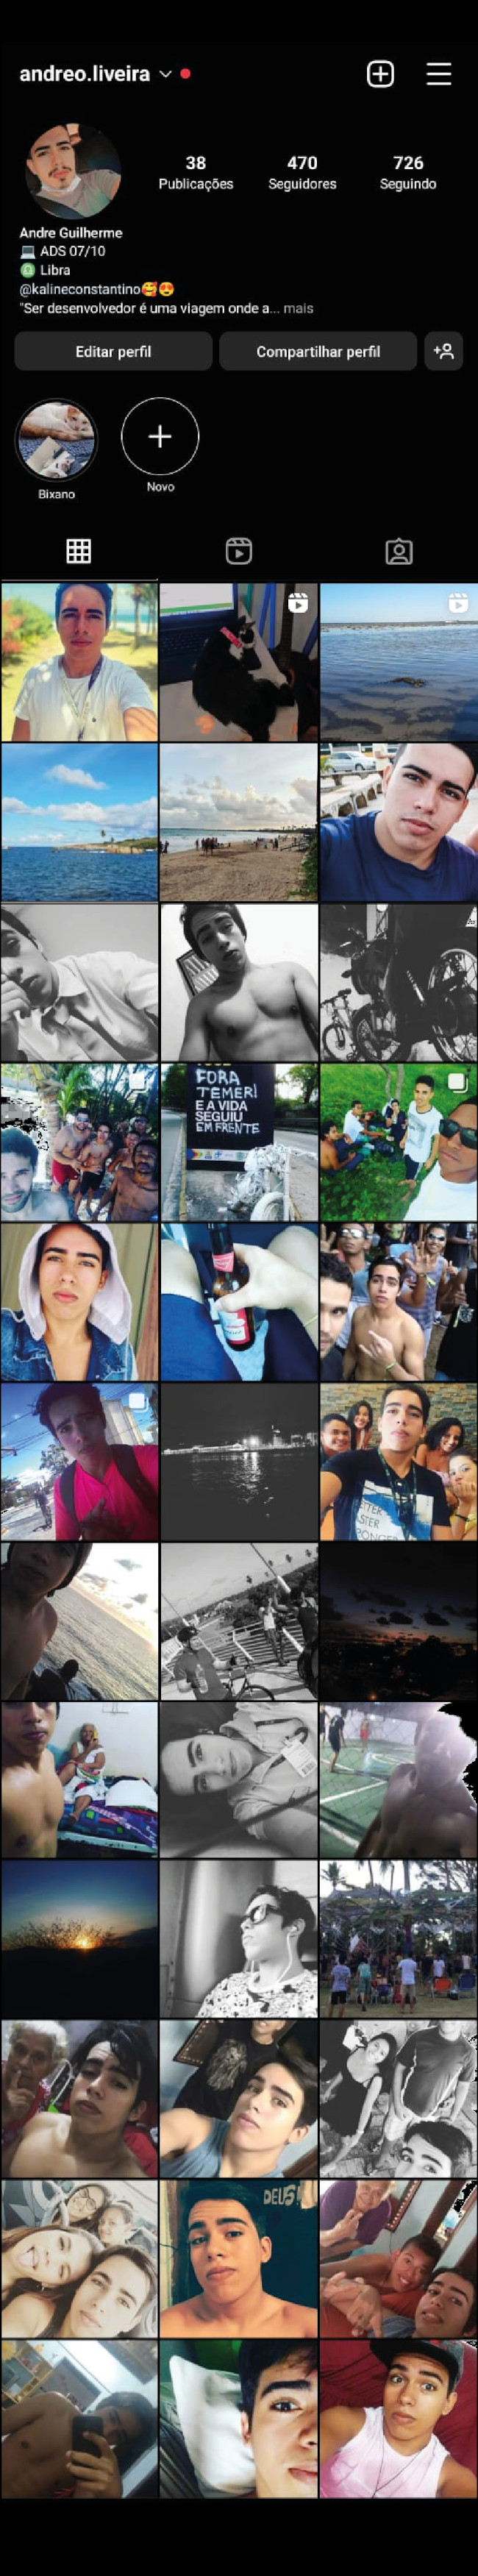 andreo.liveira
38
470
726
Publicações
Seguidores
Seguindo
Andre Guilherme
ADS 07/10
Libra
@kalineconstantino
"Ser desenvolvedor é uma viagem onde a... mais
Editar perfil
Compartilhar perfil
Bixano
Novo
FORA
TEMER!
E A VIDA
SEGUIU
EM FRENTE
DEUS